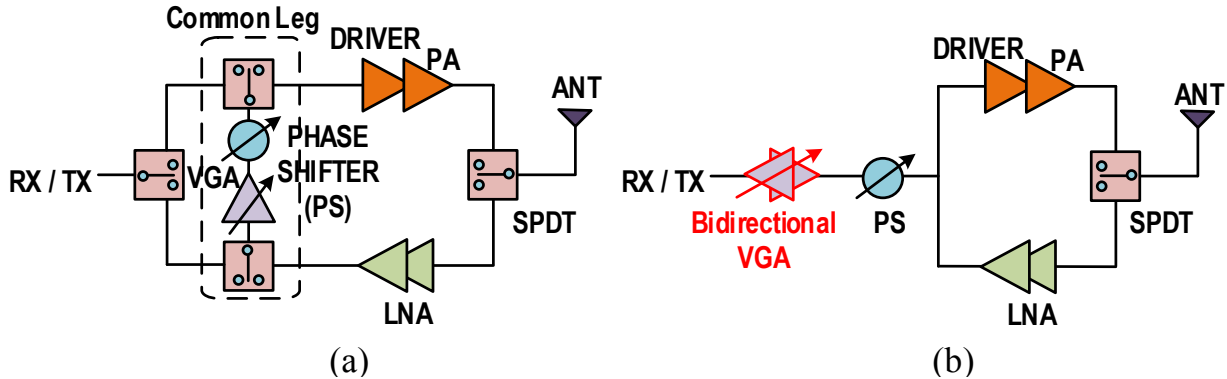 Common Leg
DRIVER
PA
ANT
PHASE
SHIFTER
(PS)
VGA
RX / TX
SPDT
LNA
(a)
DRIVER
PA
ANT
RX / TX
Bidirectional
VGA
PS
SPDT
LNA
(b)